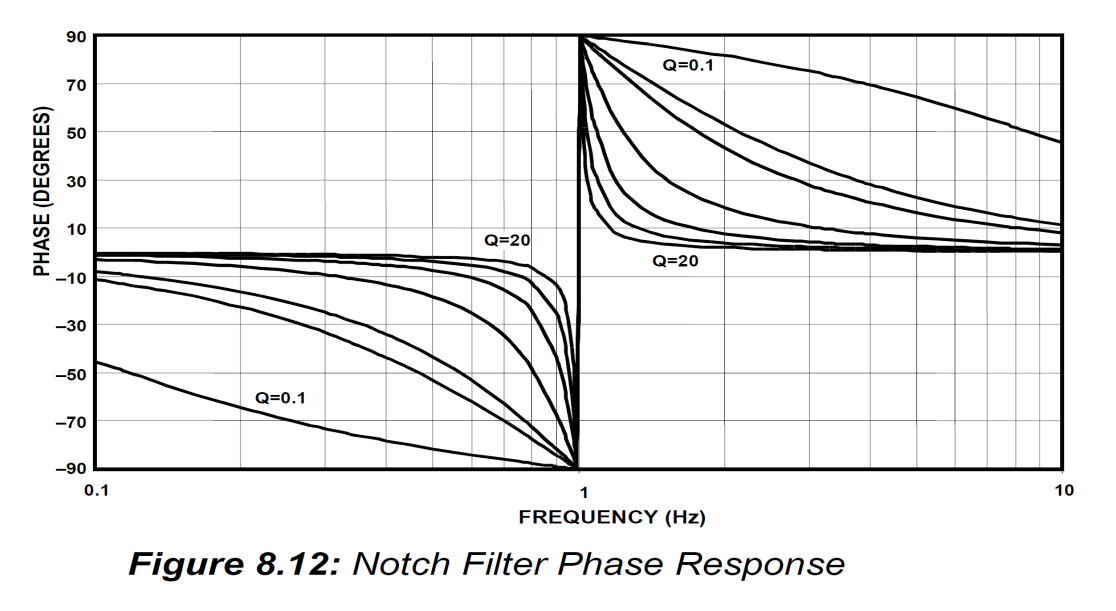 90
70
50
30
10
–10
–30
–50
–70
–90
PHASE (DEGREES)
Q=0.1
Q=20
Q=20
Q=0.1
0.1
1
10
FREQUENCY (Hz)
Figure 8.12: Notch Filter Phase Response